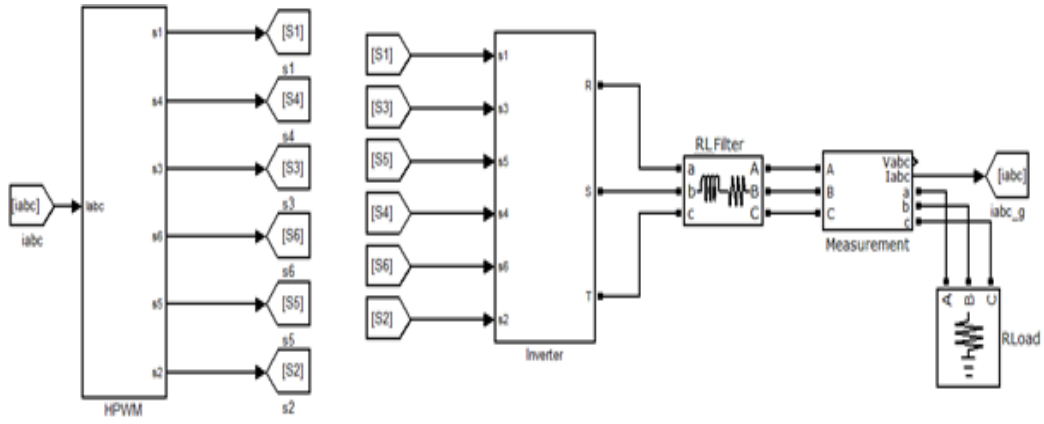 [iabc]
iabc
Iabc
s1
s4
s3
s6
s5
s2
HPWM
[S1]
s1
[S4]
s4
[S3]
s3
[S6]
s6
[S5]
s5
[S2]
s2
[S1]
[S3]
[S5]
[S4]
[S6]
[S2]
s1
s3
s5
s4
s6
s2
R
S
T
Inverter
RLFilter
a A
b B
c C
A
B
C
Vabc
Iabc
a
b
c
Measurement
[iabc]
iabc_g
A B C
RLoad